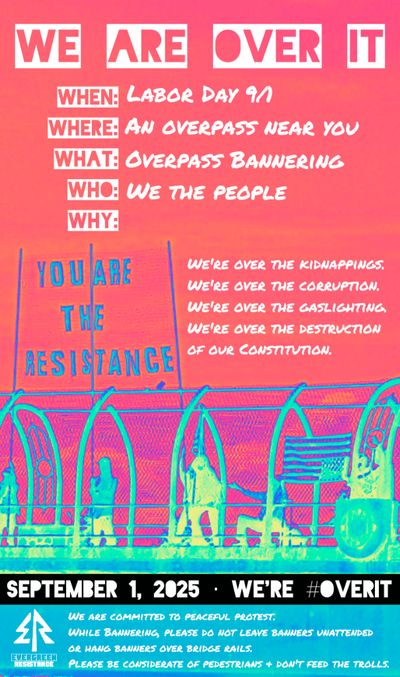 WE ARE OVER IT
WHEN: LABOR DAY 9/1
WHERE: AN OVERPASS NEAR YOU
WHAT: OVERPASS BANNERING
WHO: WE THE PEOPLE
WHY:
WE'RE OVER THE KIDNAPPINGS.
WE'RE OVER THE CORRUPTION.
WE'RE OVER THE GASLIGHTING.
WE'RE OVER THE DESTRUCTION
OF OUR CONSTITUTION.
YOU ARE
THE
RESISTANCE
SEPTEMBER 1, 2025 · WE'RE #OVERIT
WE ARE COMMITTED TO PEACEFUL PROTEST.
WHILE BANNERING, PLEASE DO NOT LEAVE BANNERS UNATTENDED
OR HANG BANNERS OVER BRIDGE RAILS.
PLEASE BE CONSIDERATE OF PEDESTRIANS & DON'T FEED THE TROLLS.
EVERGREEN
RESISTANCE